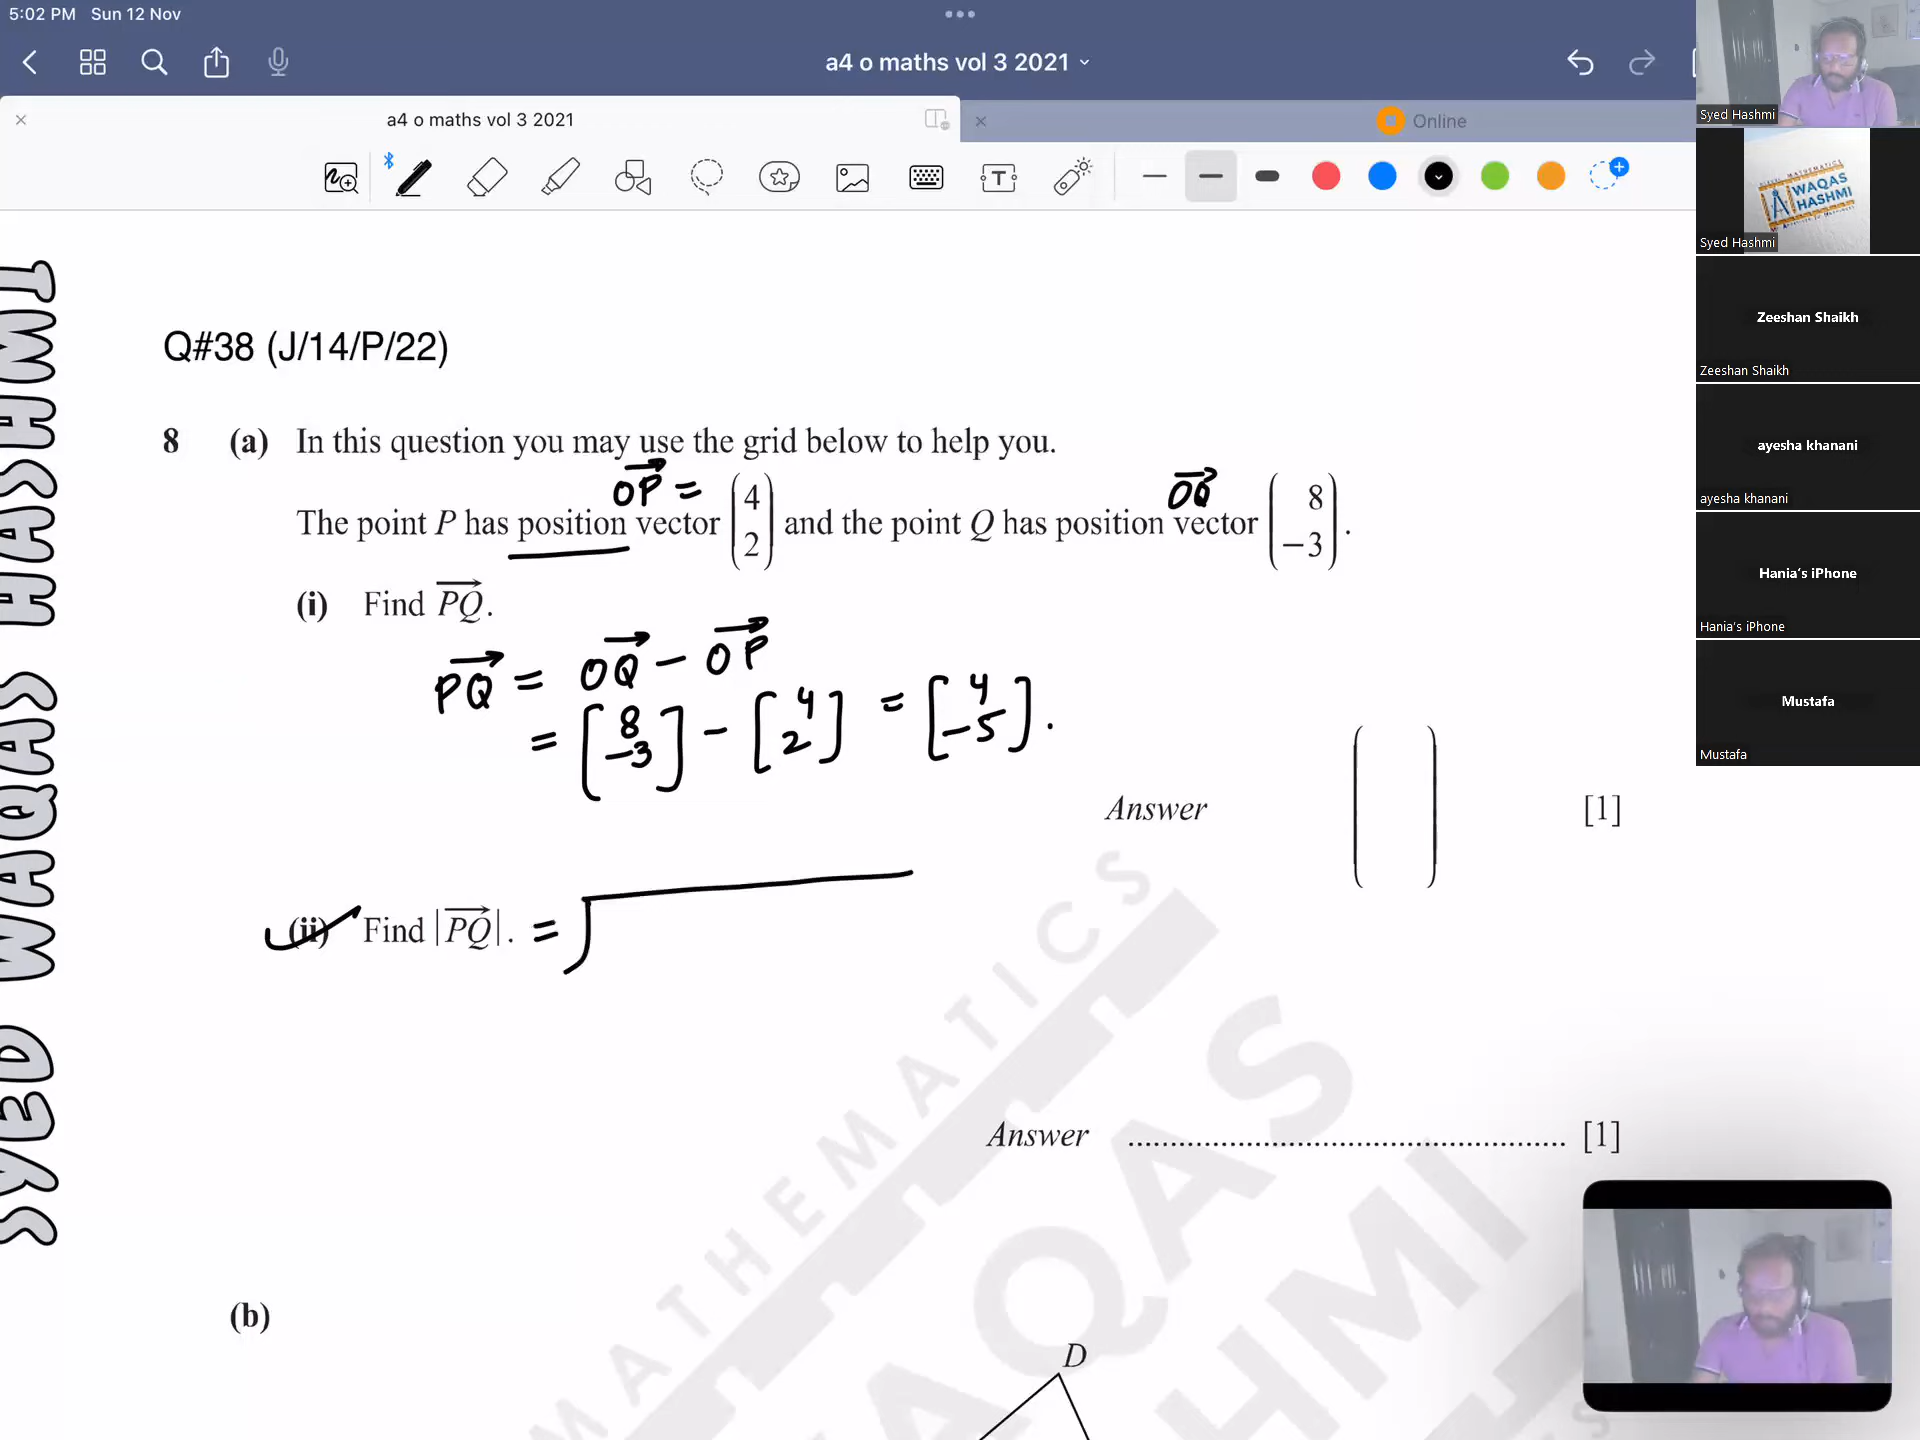 5:02 PM Sun 12 Nov
a4 o maths vol 3 2021
a4 o maths vol 3 2021
Online
Syed Hashmi
WAQAS
HASHMI
Syed Hashmi
Zeeshan Shaikh
Zeeshan Shaikh
ayesha khanani
ayesha khanani
Hania's iPhone
Hania's iPhone
Mustafa
Mustafa
SYED WAQAS HASHMI
Q#38 (J/14/P/22)
8 (a) In this question you may use the grid below to help you.
OP = OQ
The point P has position vector (4 2) and the point Q has position vector (8 −3).
(i) Find PQ.
PQ = OQ − OP
= [8 −3] − [4 2] = [4 −5].
Answer ( ) [1]
(ii) Find |PQ|. = √
Answer ............................................. [1]
(b)
D
MATHEMATICS
WAQAS
HASHMI